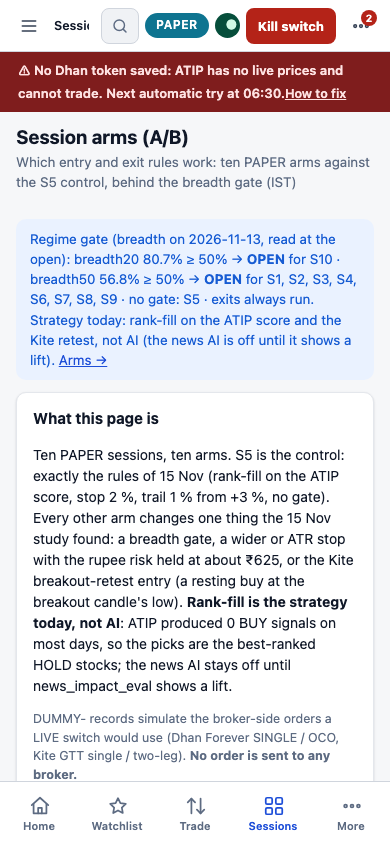 Sessi
PAPER
Kill switch
2
⚠ No Dhan token saved: ATIP has no live prices and
cannot trade. Next automatic try at 06:30.How to fix
Session arms (A/B)
Which entry and exit rules work: ten PAPER arms against
the S5 control, behind the breadth gate (IST)
Regime gate (breadth on 2026-11-13, read at the
open): breadth20 80.7% ≥ 50% → OPEN for S10 ·
breadth50 56.8% ≥ 50% → OPEN for S1, S2, S3, S4,
S6, S7, S8, S9 · no gate: S5 · exits always run.
Strategy today: rank-fill on the ATIP score and the
Kite retest, not AI (the news AI is off until it shows a
lift). Arms →
What this page is
Ten PAPER sessions, ten arms. S5 is the control:
exactly the rules of 15 Nov (rank-fill on the ATIP
score, stop 2 %, trail 1 % from +3 %, no gate).
Every other arm changes one thing the 15 Nov
study found: a breadth gate, a wider or ATR stop
with the rupee risk held at about ₹625, or the Kite
breakout-retest entry (a resting buy at the
breakout candle's low). Rank-fill is the strategy
today, not AI: ATIP produced 0 BUY signals on
most days, so the picks are the best-ranked
HOLD stocks; the news AI stays off until
news_impact_eval shows a lift.
DUMMY- records simulate the broker-side orders a
LIVE switch would use (Dhan Forever SINGLE / OCO,
Kite GTT single / two-leg). No order is sent to any
broker.
Home
Watchlist
Trade
Sessions
More